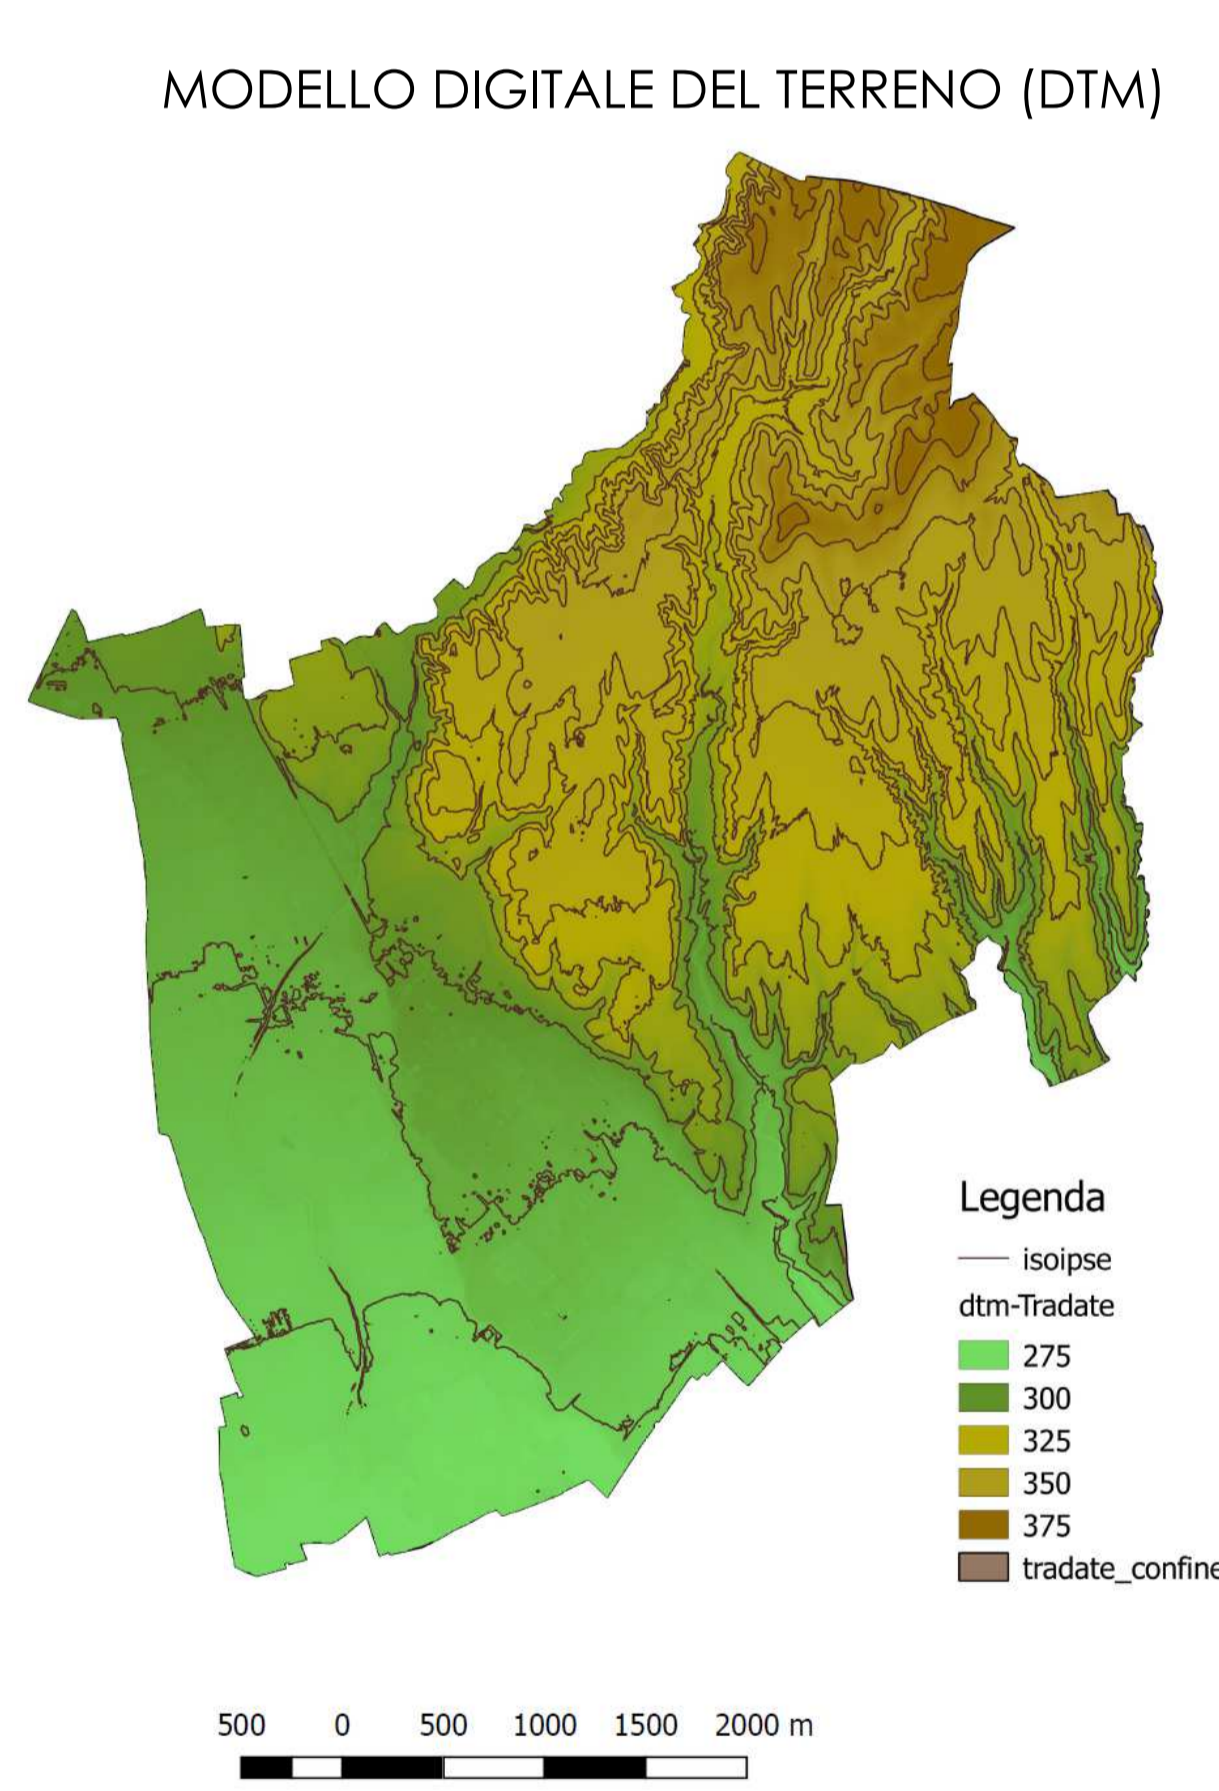 MODELLO DIGITALE DEL TERRENO (DTM)
Legenda
isoipse
dtm-Tradate
275
300
325
350
375
tradate_confine
500 0 500 1000 1500 2000 m